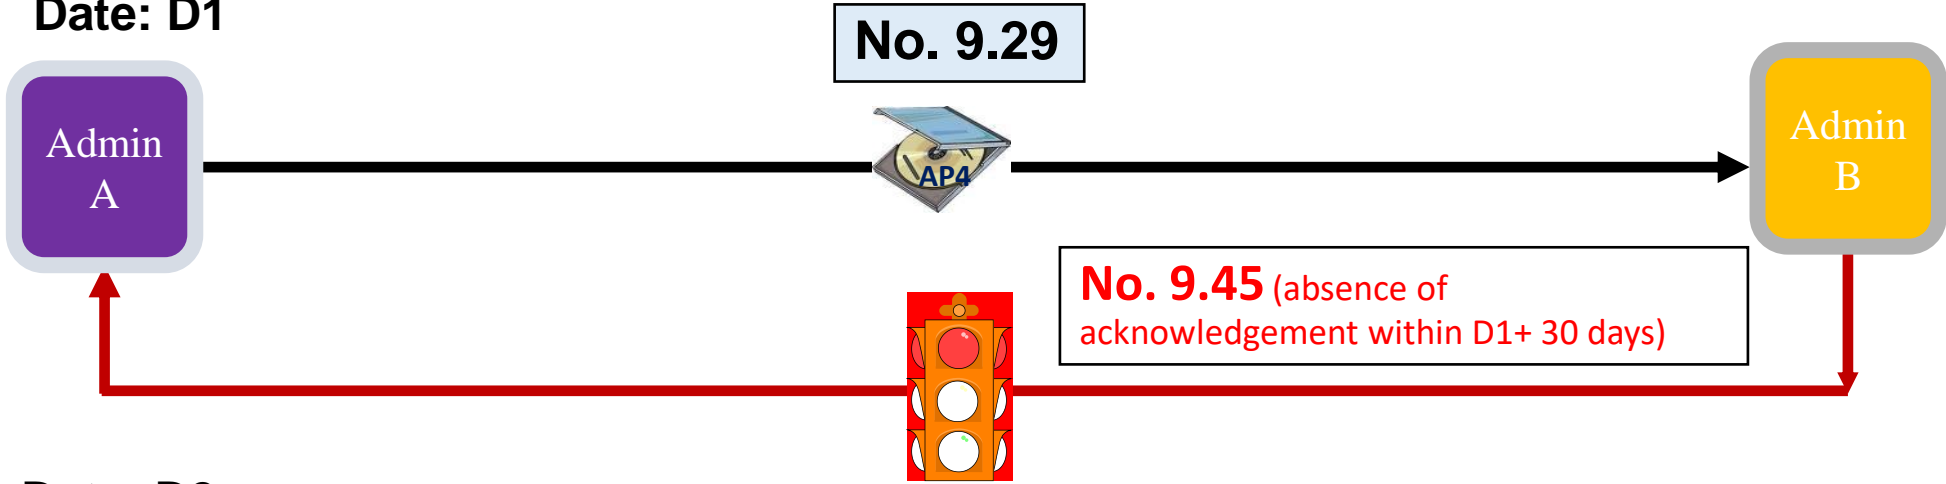 Date: D1
No. 9.29
Admin
A
AP4
Admin
B
No. 9.45 (absence of
acknowledgement within D1+ 30 days)